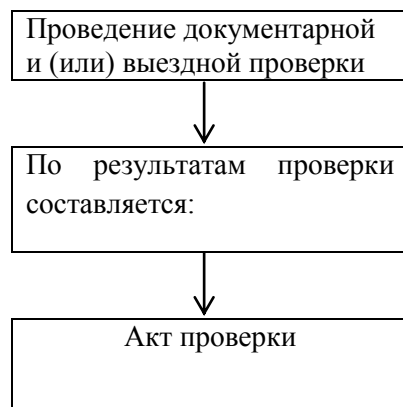 Проведение документарной
и (или) выездной проверки
По результатам проверки
составляется:
Акт проверки